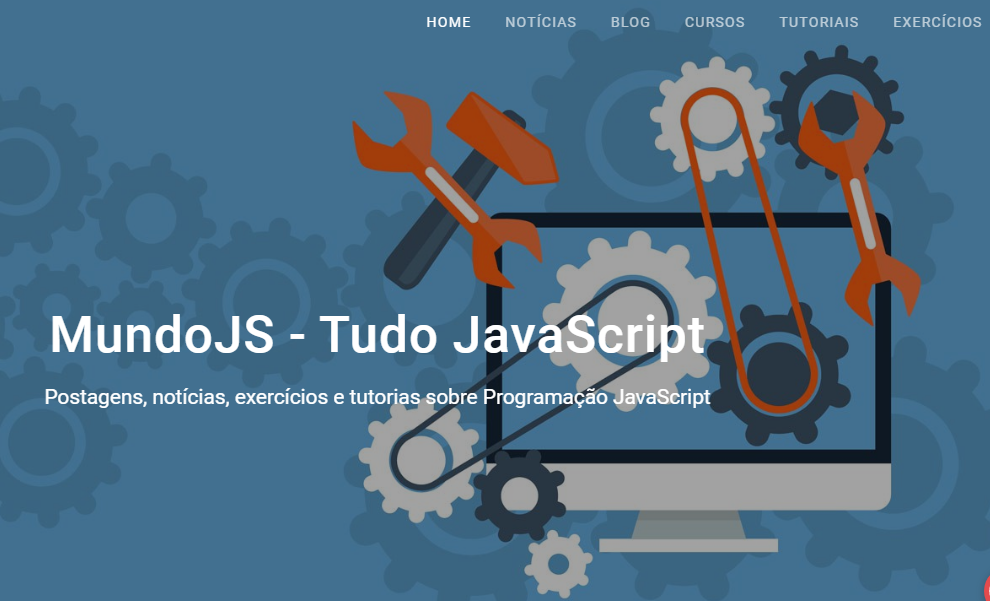 HOME NOTÍCIAS BLOG CURSOS TUTORIAIS EXERCÍCIOS
MundoJS - Tudo JavaScript
Postagens, notícias, exercícios e tutorias sobre Programação JavaScript